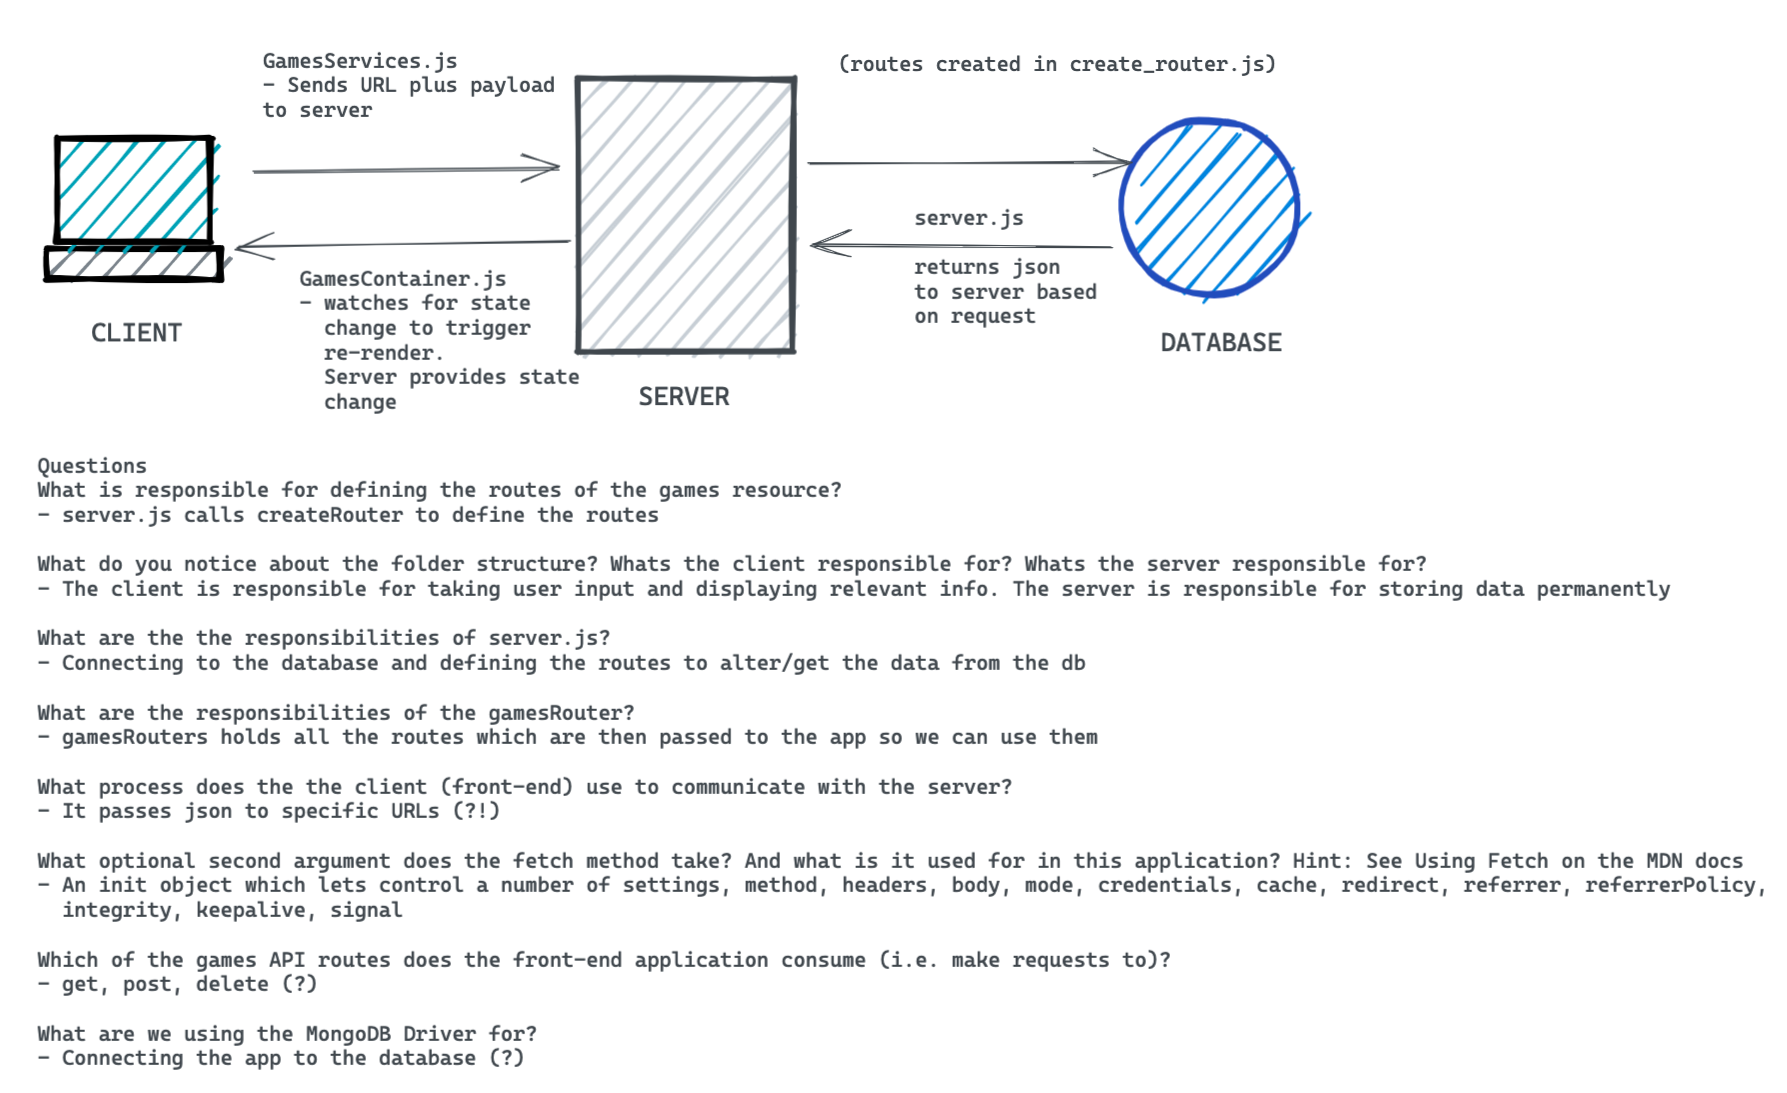 GamesServices.js
- Sends URL plus payload
to server
(routes created in create_router.js)
server.js
returns json
to server based
on request
GamesContainer.js
- watches for state
change to trigger
re-render.
Server provides state
change
CLIENT
SERVER
DATABASE
Questions
What is responsible for defining the routes of the games resource?
- server.js calls createRouter to define the routes
What do you notice about the folder structure? Whats the client responsible for? Whats the server responsible for?
- The client is responsible for taking user input and displaying relevant info. The server is responsible for storing data permanently
What are the the responsibilities of server.js?
- Connecting to the database and defining the routes to alter/get the data from the db
What are the responsibilities of the gamesRouter?
- gamesRouters holds all the routes which are then passed to the app so we can use them
What process does the the client (front-end) use to communicate with the server?
- It passes json to specific URLs (?!)
What optional second argument does the fetch method take? And what is it used for in this application? Hint: See Using Fetch on the MDN docs
- An init object which lets control a number of settings, method, headers, body, mode, credentials, cache, redirect, referrer, referrerPolicy,
integrity, keepalive, signal
Which of the games API routes does the front-end application consume (i.e. make requests to)?
- get, post, delete (?)
What are we using the MongoDB Driver for?
- Connecting the app to the database (?)